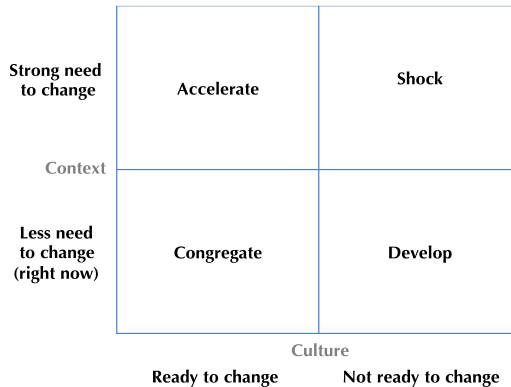 Strong need
to change
Accelerate
Shock
Context
Less need
to change
(right now)
Congregate
Develop
Culture
Ready to change
Not ready to change